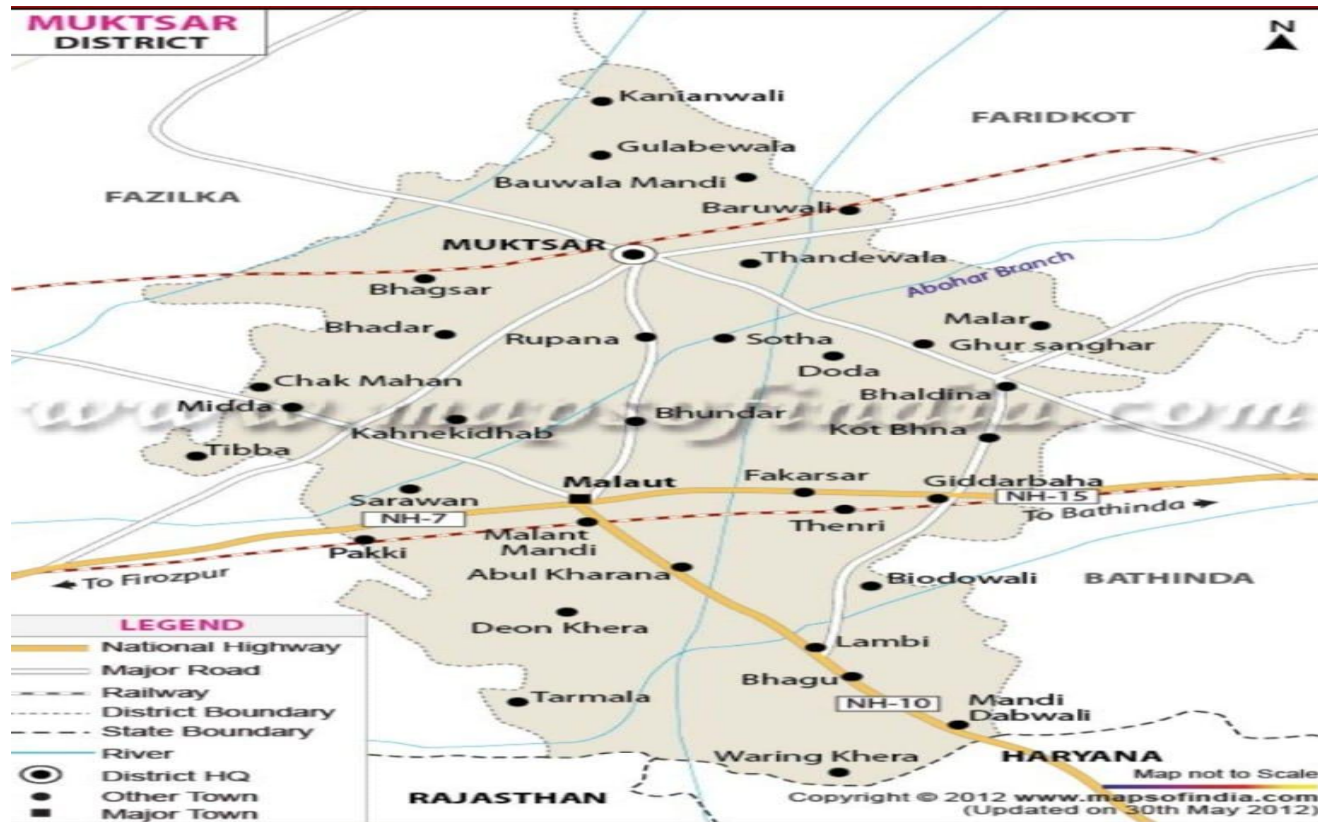 MUKTSAR
DISTRICT
N
Kanianwali
FARIDKOT
Gulabewala
Bauwala Mandi
FAZILKA
Baruwali
MUKTSAR
Thandewala
Abohar Branch
Bhagsar
Malar
Bhadar
Rupana
Sotha
Ghur sanghar
Doda
Chak Mahan
Bhaldina
www.mapsofindia.com
Midda
Bhundar
Kahnekidhab
Kot Bhna
Tibba
Malaut
Fakarsar
Giddarbaha
Sarawan
NH-15
NH-7
Thenri
To Bathinda
Pakki
Malant
Mandi
To Firozpur
Abul Kharana
Biodowali
BATHINDA
Deon Khera
Lambi
Bhagu
Tarmala
NH-10
Mandi
Dabwali
Waring Khera
HARYANA
RAJASTHAN
LEGEND
National Highway
Major Road
Railway
District Boundary
State Boundary
River
District HQ
Other Town
Major Town
Map not to Scale
Copyright © 2012 www.mapsofindia.com
(Updated on 30th May 2012)